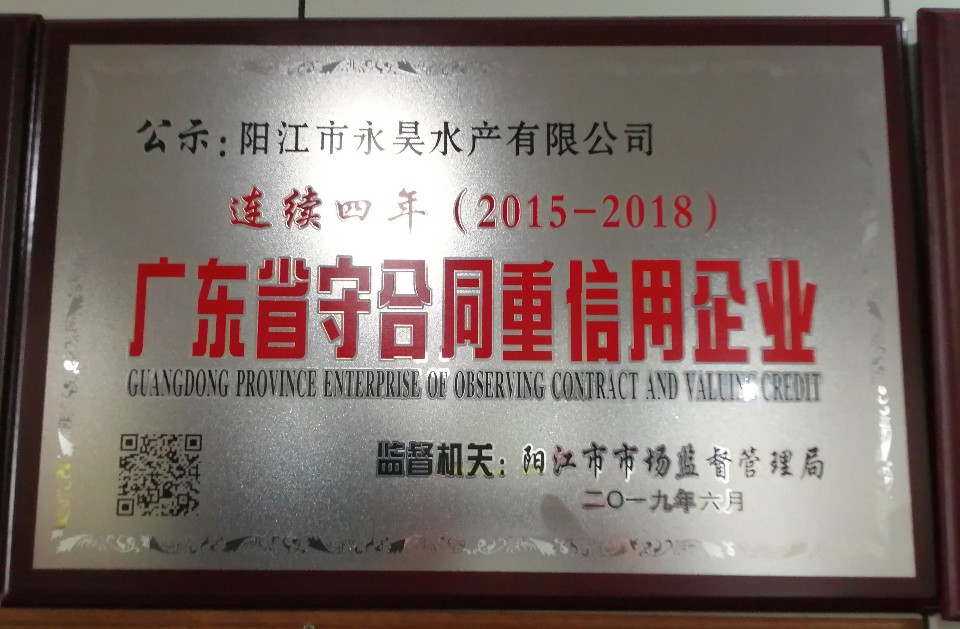 公示:阳江市永昊水产有限公司
连续四年(2015-2018)
广东省守合同重信用企业
GUANGDONG PROVINCE ENTERPRISE OF OBSERVING CONTRACT AND VALUING CREDIT
监督机关:阳江市市场监督管理局
二〇一九年六月